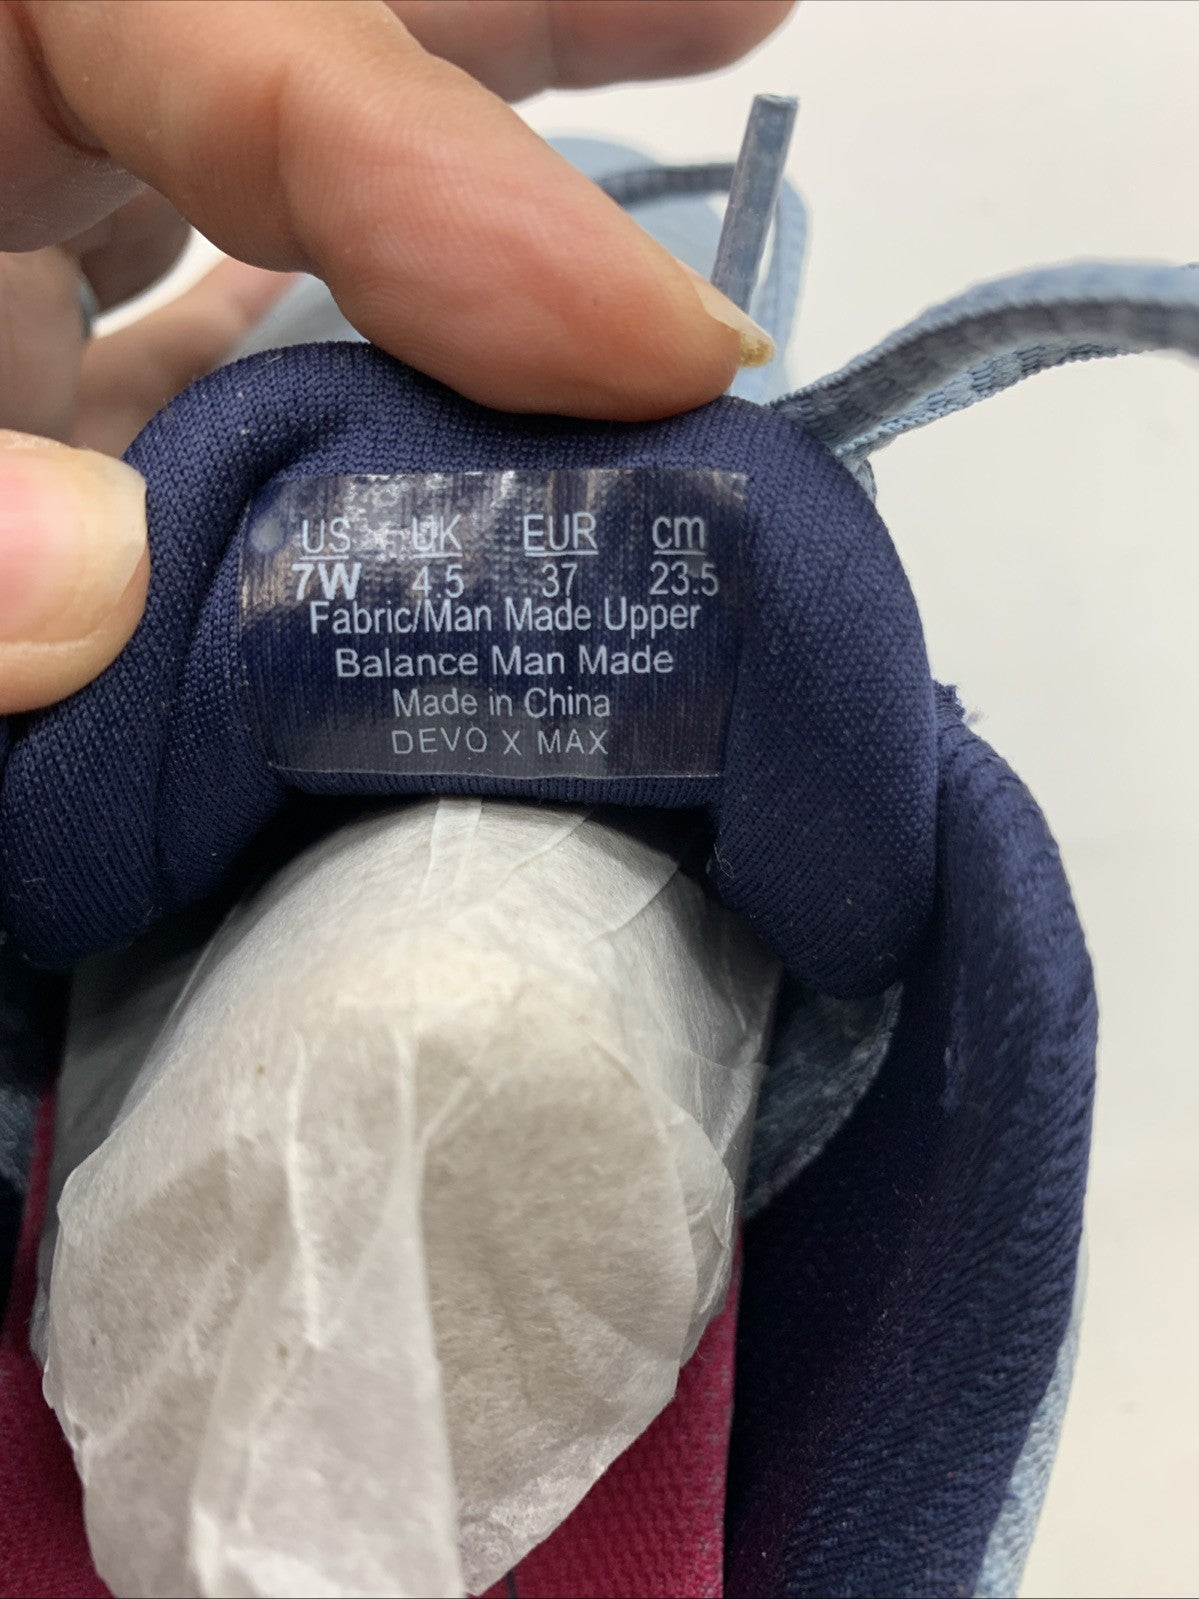 US UK EUR cm
7W 4.5 37 23.5
Fabric/Man Made Upper
Balance Man Made
Made in China
DEVO X MAX